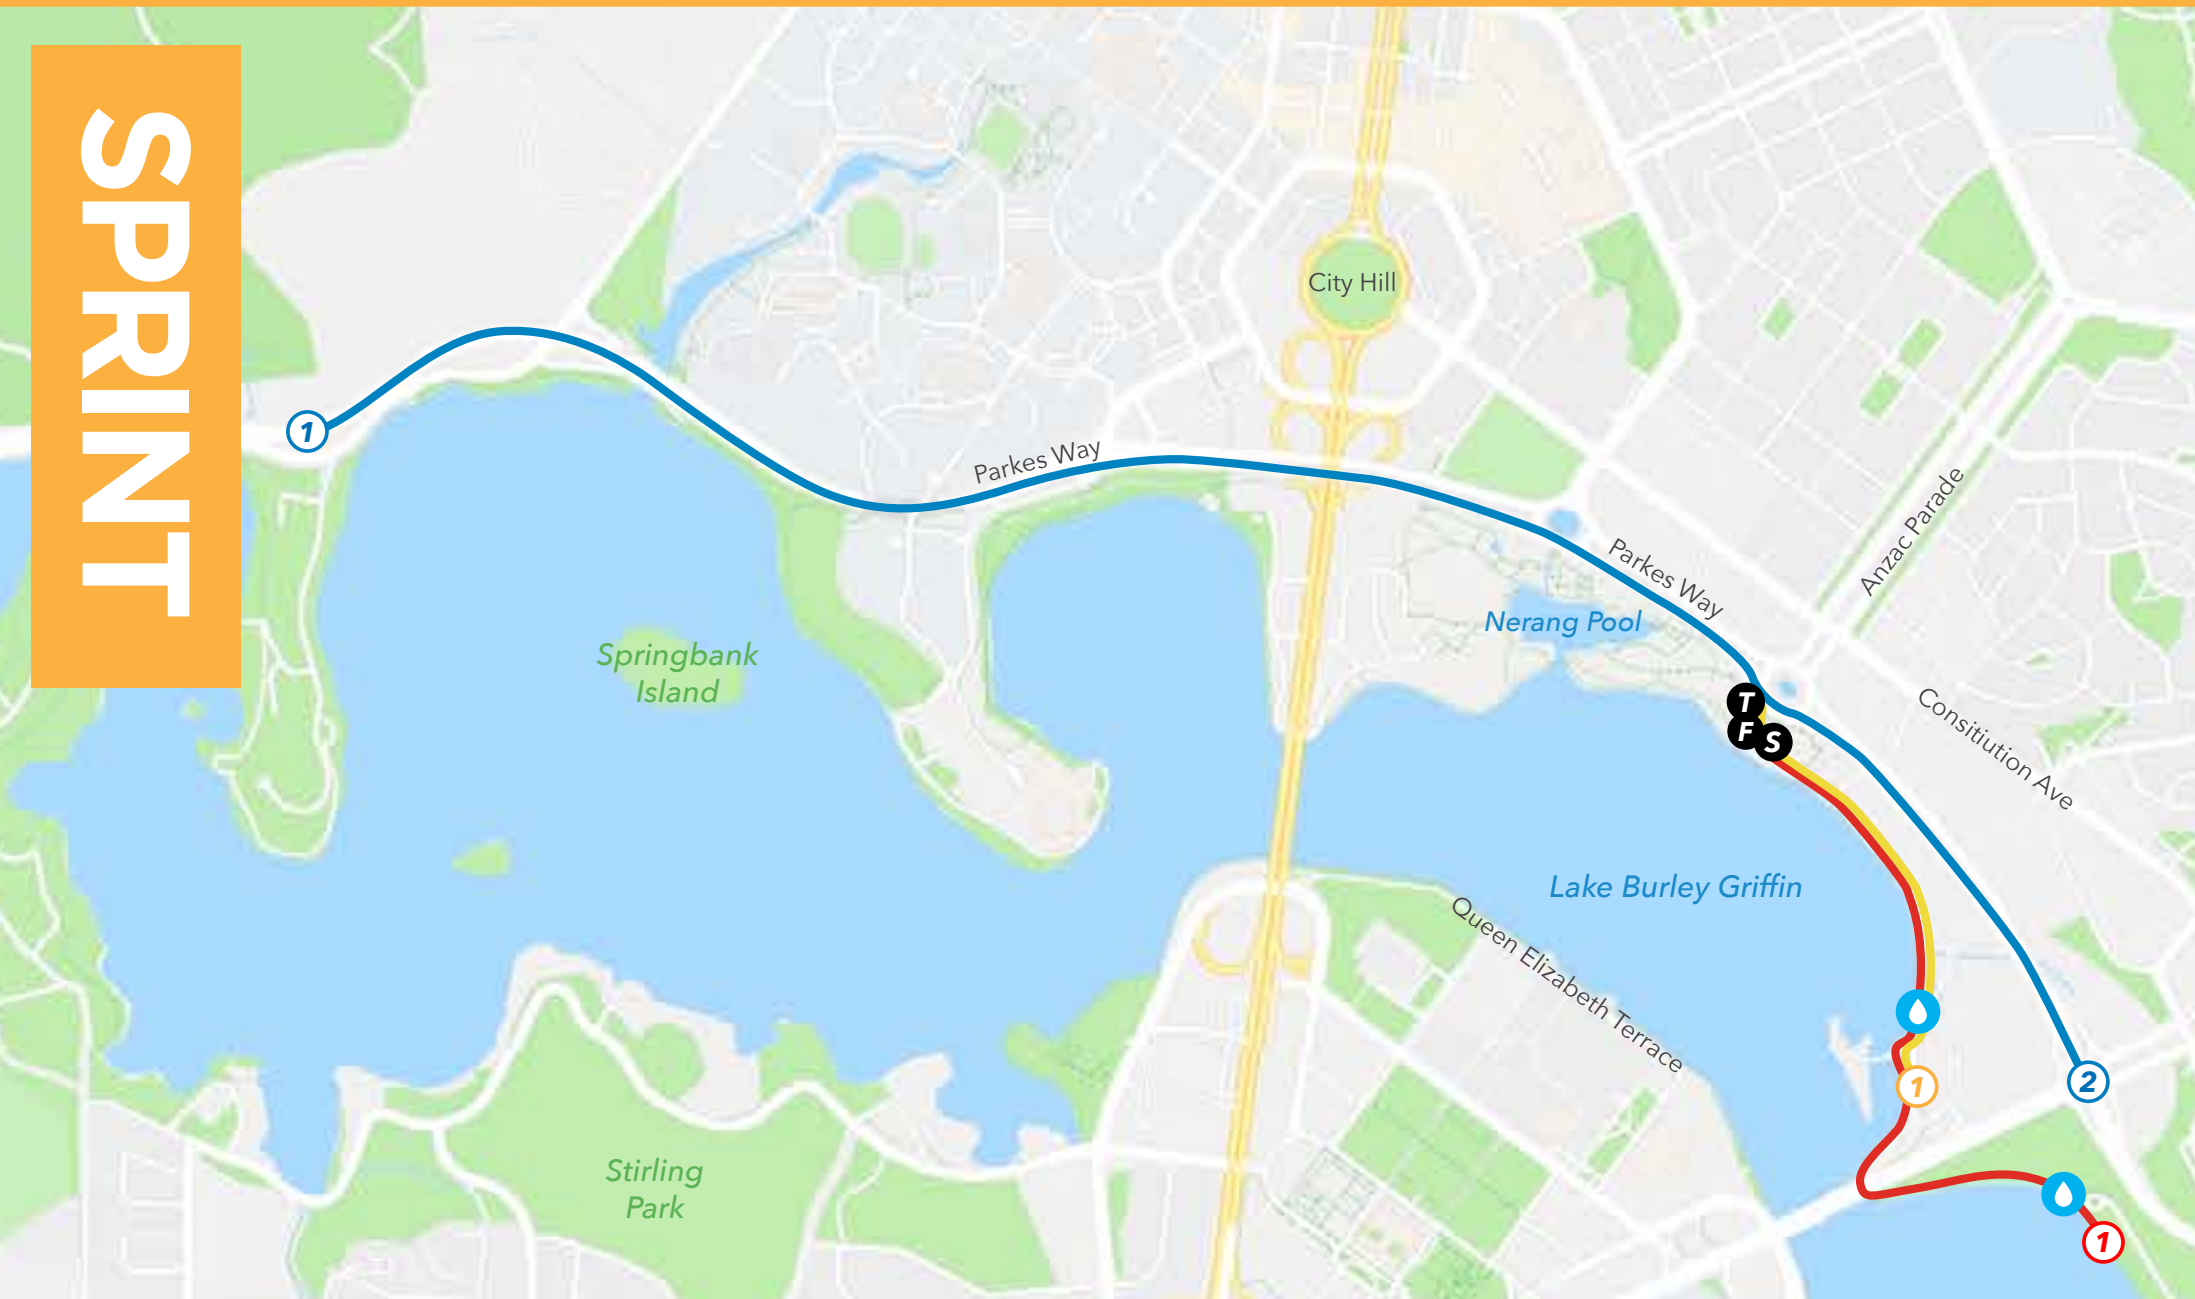 SPRINT
City Hill
1
Parkes Way
Anzac Parade
Parkes Way
Nerang Pool
Springbank
Island
T
F
S
Consitiution Ave
Lake Burley Griffin
Queen Elizabeth Terrace
1
2
Stirling
Park
1